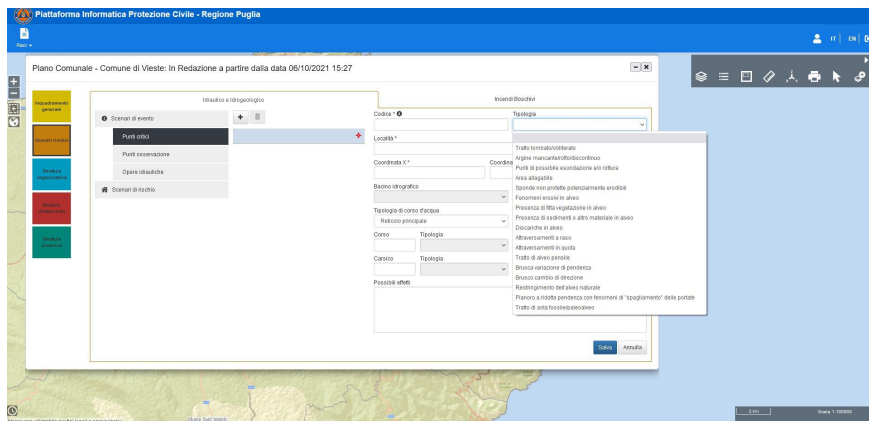 Piattaforma Informatica Protezione Civile - Regione Puglia
Piani
IT
EN
Piano Comunale - Comune di Vieste: In Redazione a partire dalla data 06/10/2021 15:27
Inquadramento generale
Scenari rischio
Idraulico e Idrogeologico
Incendi Boschivi
Scenari di evento
Punti critici
Punti osservazione
Opere idrauliche
Scenari di rischio
Codice *
Tipologia
Località *
Coordinata X *
Bacino Idrografico
Tipologia di corso d'acqua
Reticolo principale
Corso
Tipologia
Carsico
Tipologia
Possibili effetti
Tratto tombato/obliterato
Argine mancante/rotto/discontinuo
Punti di possibile esondazione e/o rottura
Area allagabile
Sponde non protette potenzialmente erodibili
Fenomeni erosivi in alveo
Presenza di fitta vegetazione in alveo
Presenza di sedimenti o altro materiale in alveo
Discariche in alveo
Attraversamenti a raso
Attraversamenti in quota
Tratto di alveo pensile
Brusca variazione di pendenza
Brusco cambio di direzione
Restringimento dell'alveo naturale
Pianoro a ridotta pendenza con fenomeni di "spagliamento" delle portate
Tratto di asta fossile/paleoalveo
Salva
Annulla
Monte Sant'Angelo
2 km
Scala 1:100000